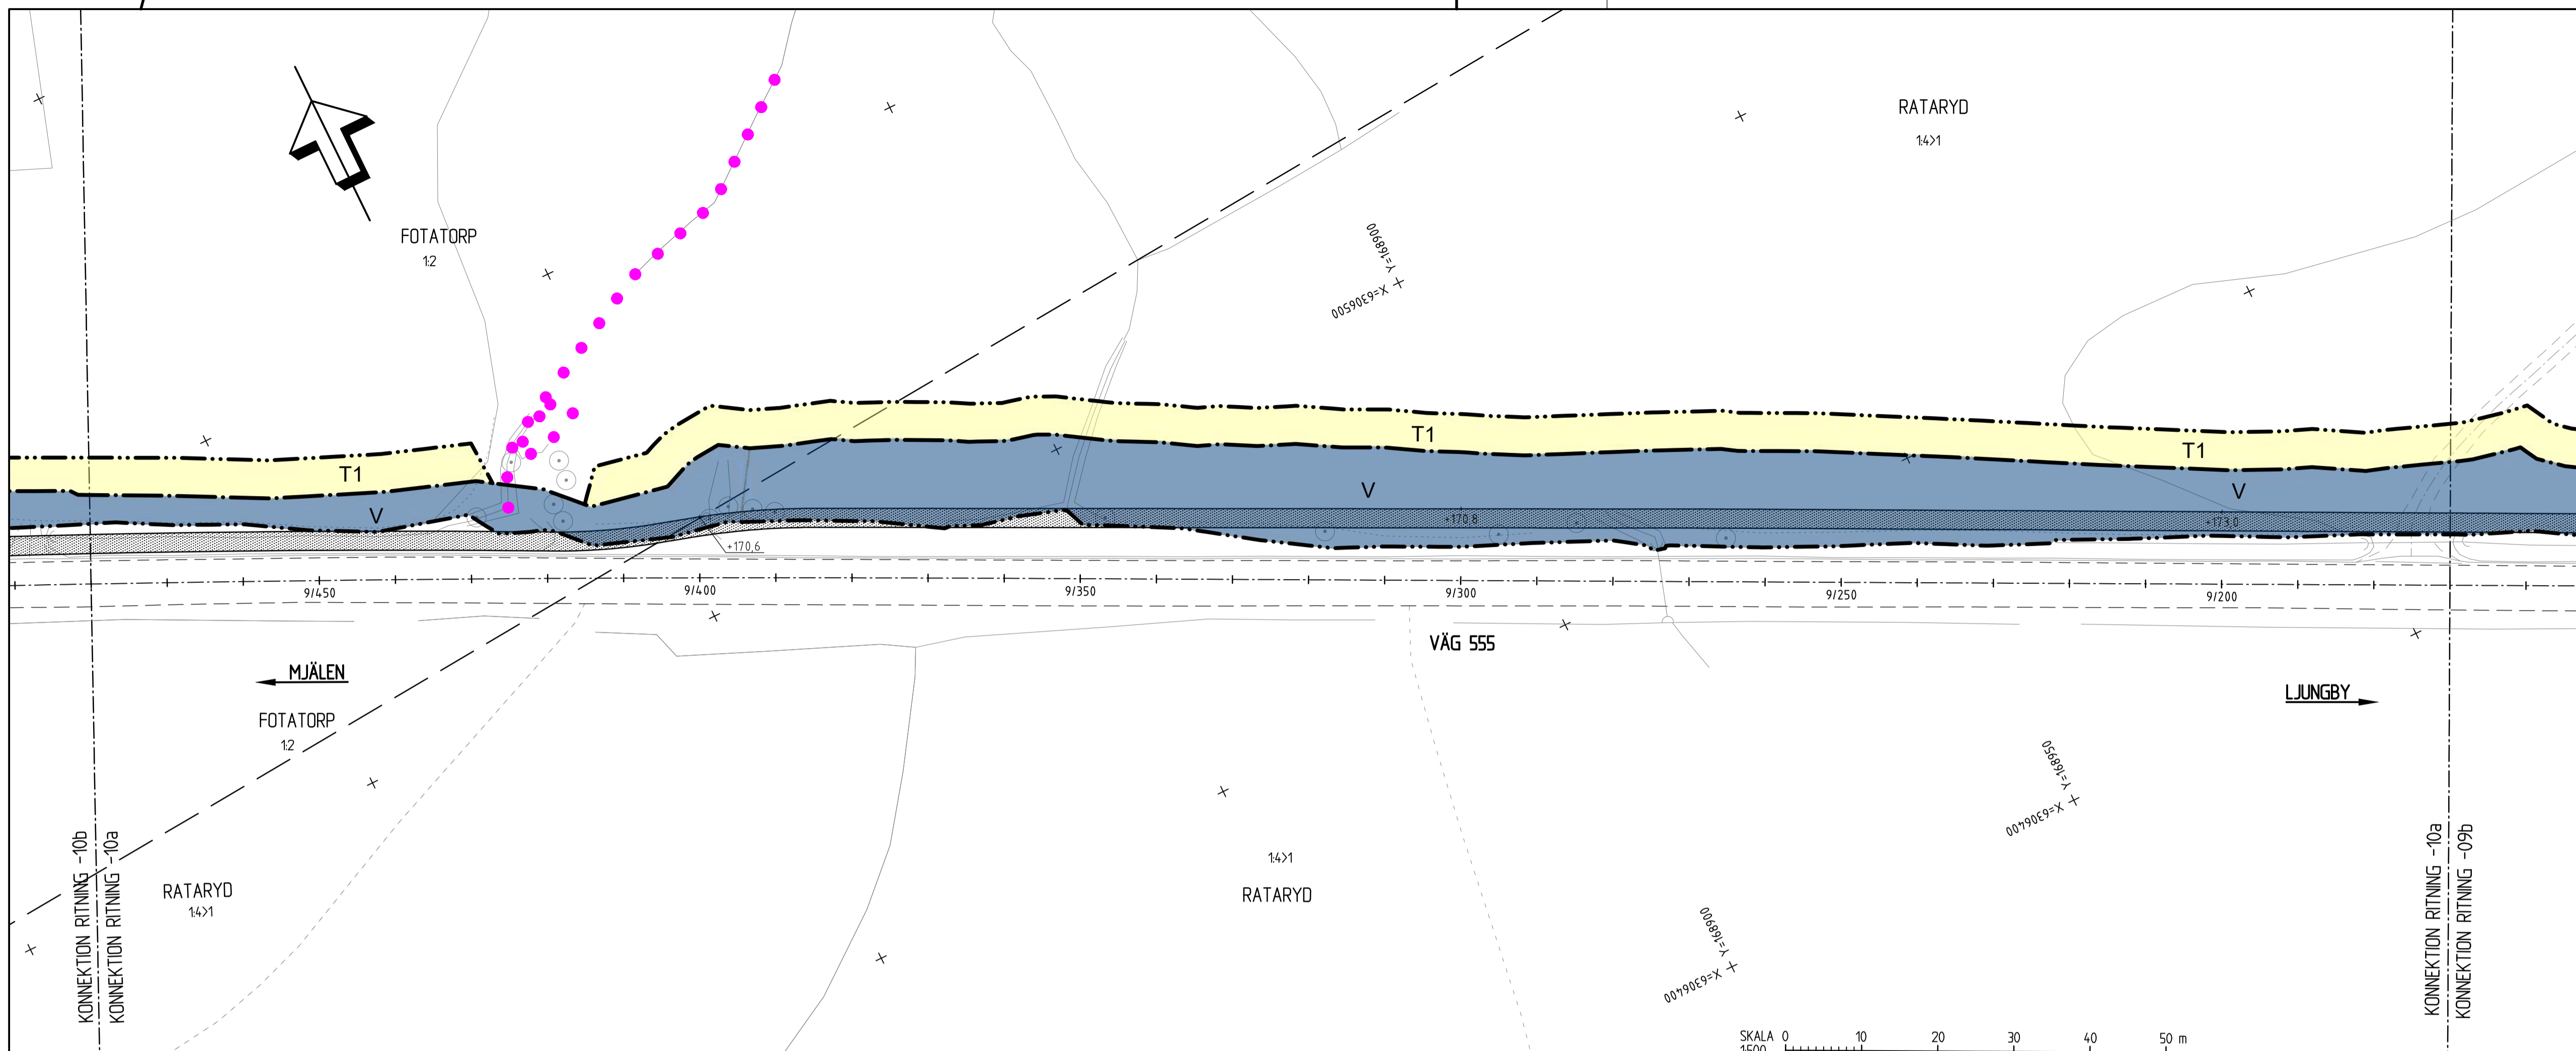 RATARYD
1:4>1
FOTATORP
1:2
Y=168900
X=6306500
T1
T1
T1
V
V
V
+170,8
+173,0
+170,6
9/450
9/400
9/350
9/300
9/250
9/200
VÄG 555
MJÄLEN
LJUNGBY
FOTATORP
1:2
Y=168950
X=6306400
KONNEKTION RITNING -10b
KONNEKTION RITNING -10a
KONNEKTION RITNING -10a
KONNEKTION RITNING -09b
1:4>1
RATARYD
RATARYD
1:4>1
Y=168900
X=6306400
SKALA 0 10 20 30 40 50 m